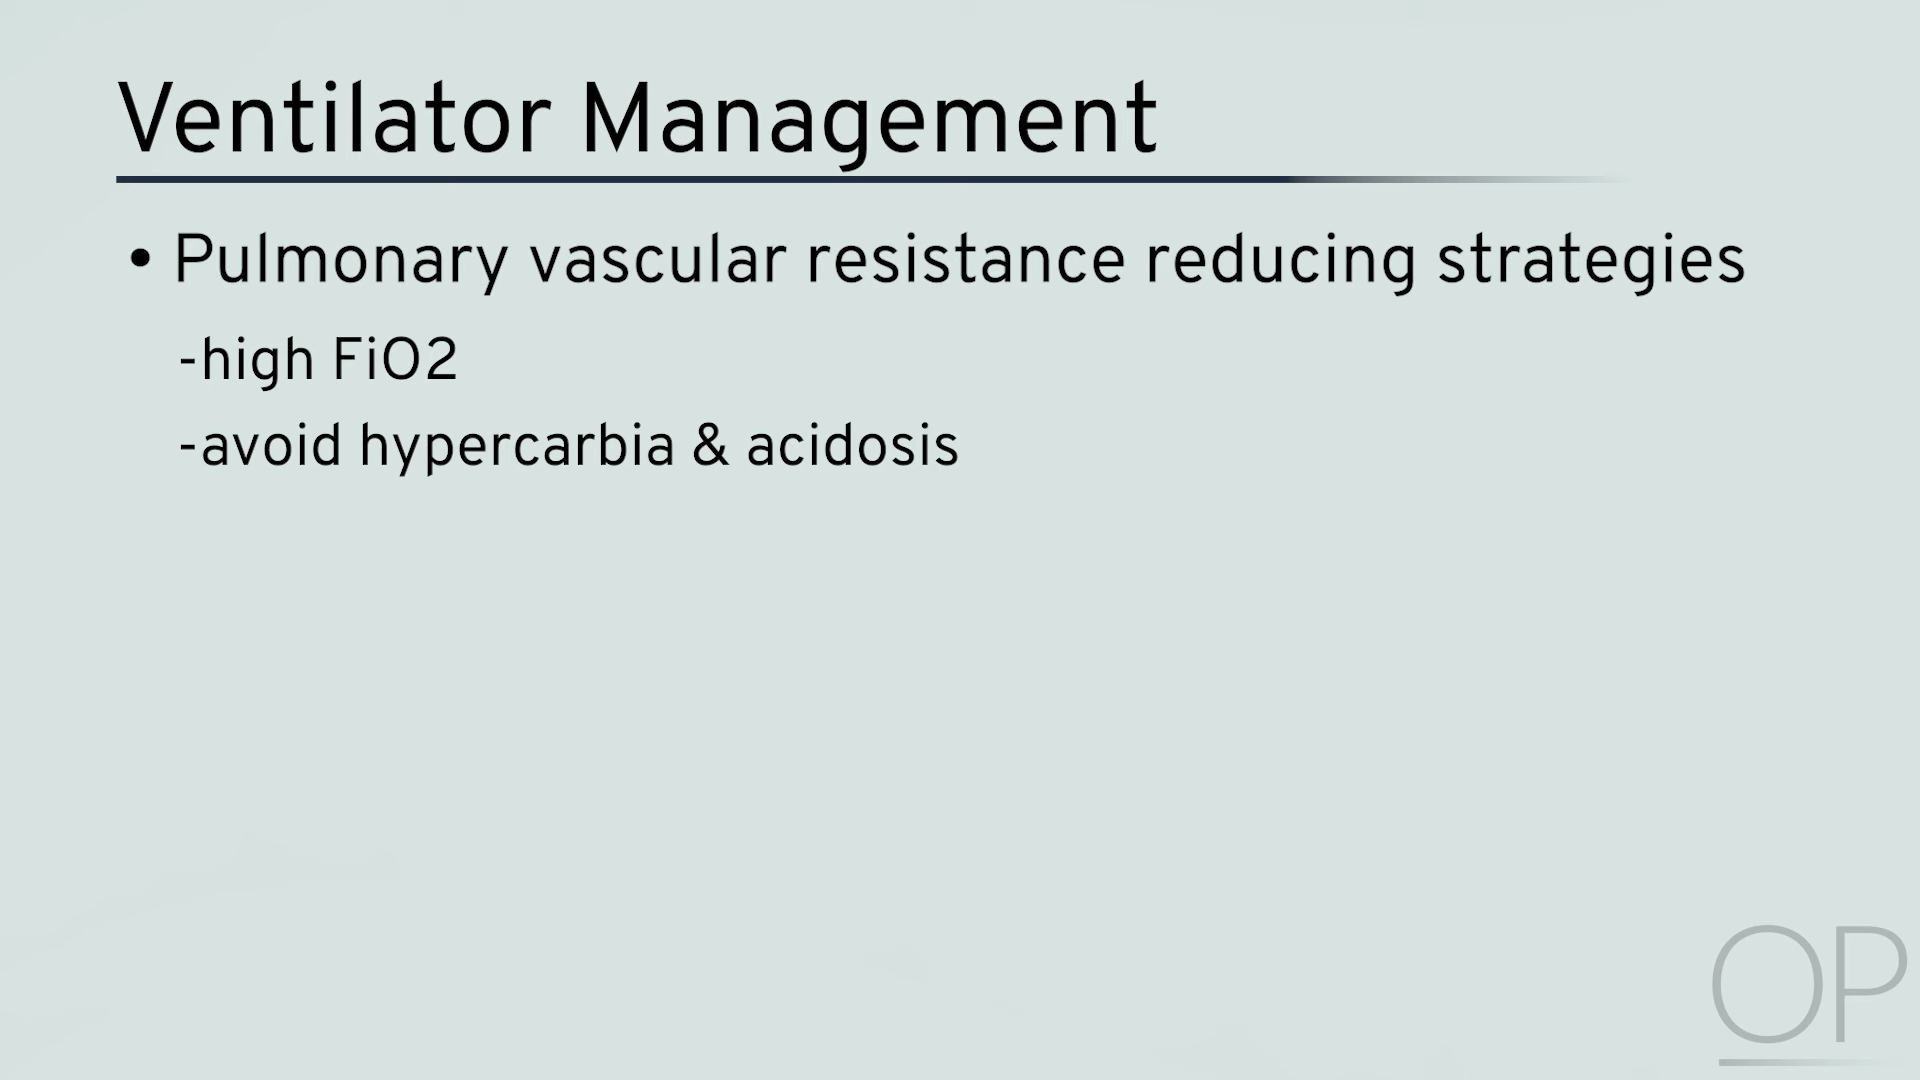 Ventilator Management
• Pulmonary vascular resistance reducing strategies
-high FiO2
-avoid hypercarbia & acidosis
OP